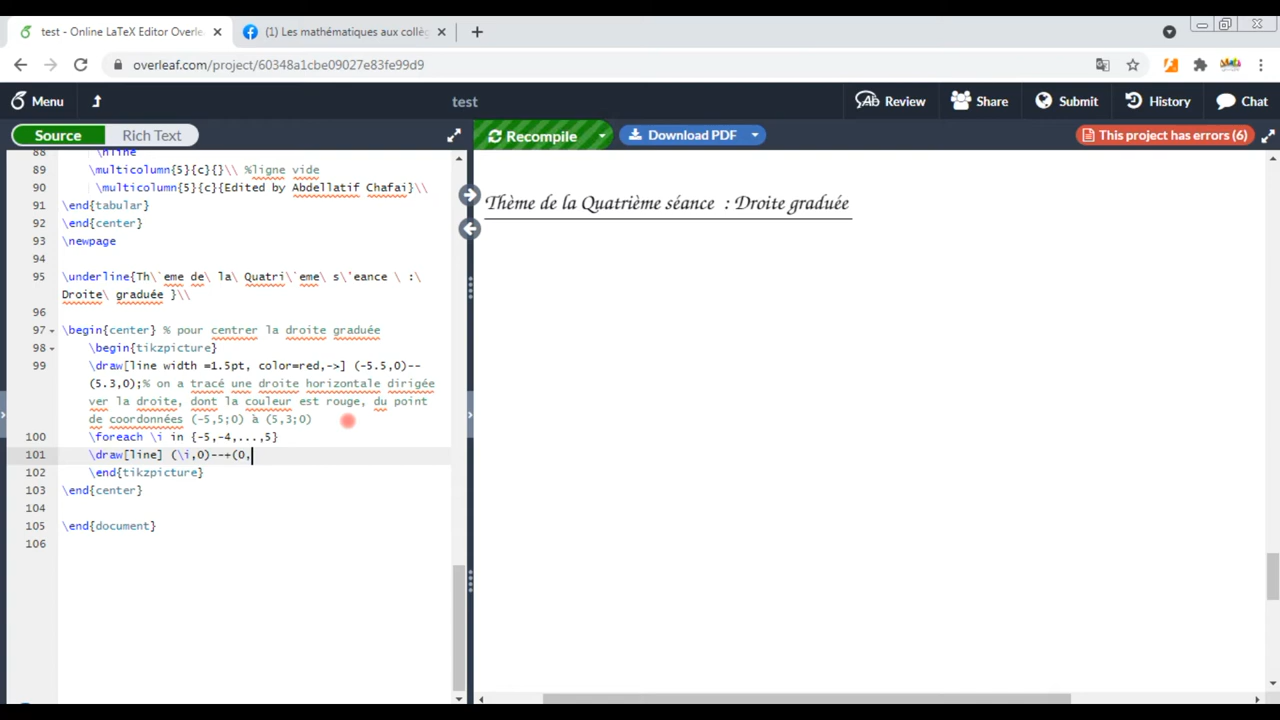 test - Online LaTeX Editor Overle
(1) Les mathématiques aux collèg
overleaf.com/project/60348a1cbe09027e83fe99d9
Menu
test
Review
Share
Submit
History
Chat
Source
Rich Text
Recompile
Download PDF
This project has errors (6)
88 \hline
89 \multicolumn{5}{c}{}\\ %ligne vide
90 \multicolumn{5}{c}{Edited by Abdellatif Chafai}\\
91 \end{tabular}
92 \end{center}
93 \newpage
94
95 \underline{Th\`eme de\ la\ Quatri\`eme\ s\'eance \ :\
Droite\ graduée }\\
96
97 \begin{center} % pour centrer la droite graduée
98 \begin{tikzpicture}
99 \draw[line width =1.5pt, color=red,->] (-5.5,0)--
(5.3,0);% on a tracé une droite horizontale dirigée
ver la droite, dont la couleur est rouge, du point
de coordonnées (-5,5;0) à (5,3;0)
100 \foreach \i in {-5,-4,...,5}
101 \draw[line] (\i,0)--+(0,
102 \end{tikzpicture}
103 \end{center}
104
105 \end{document}
106
Thème de la Quatrième séance : Droite graduée